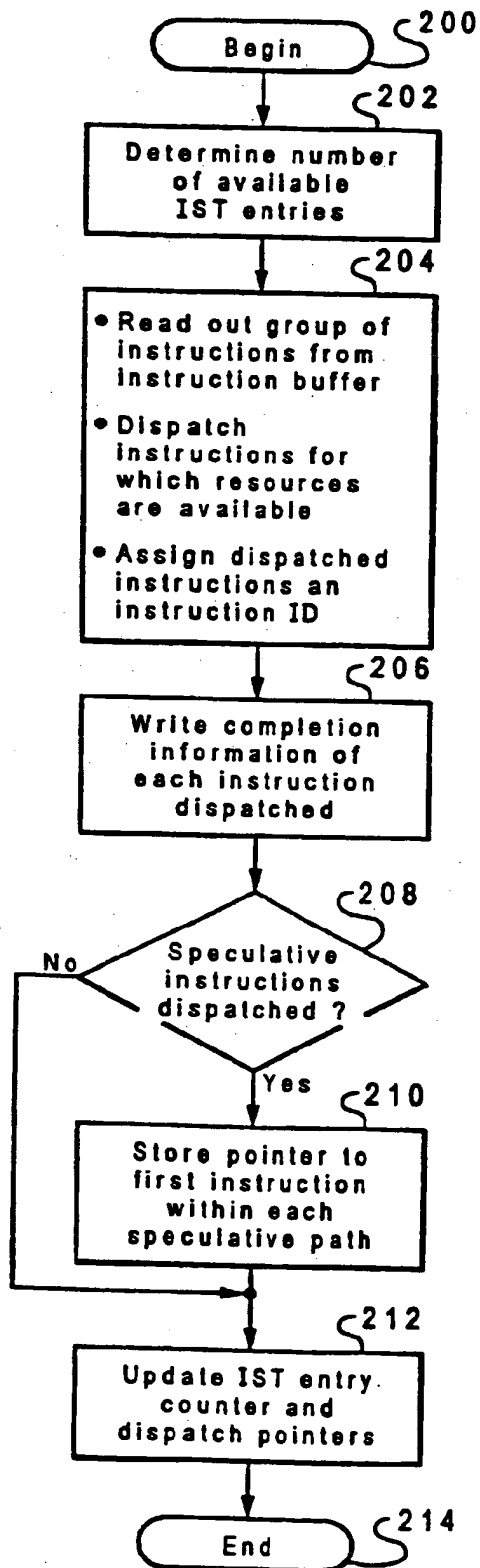 200
Begin
202
Determine number
of available
IST entries
204
• Read out group of
instructions from
instruction buffer
• Dispatch
instructions for
which resources
are available
• Assign dispatched
instructions an
instruction ID
206
Write completion
information of
each instruction
dispatched
208
Speculative
instructions
dispatched ?
No
Yes
210
Store pointer to
first instruction
within each
speculative path
212
Update IST entry
counter and
dispatch pointers
End
214